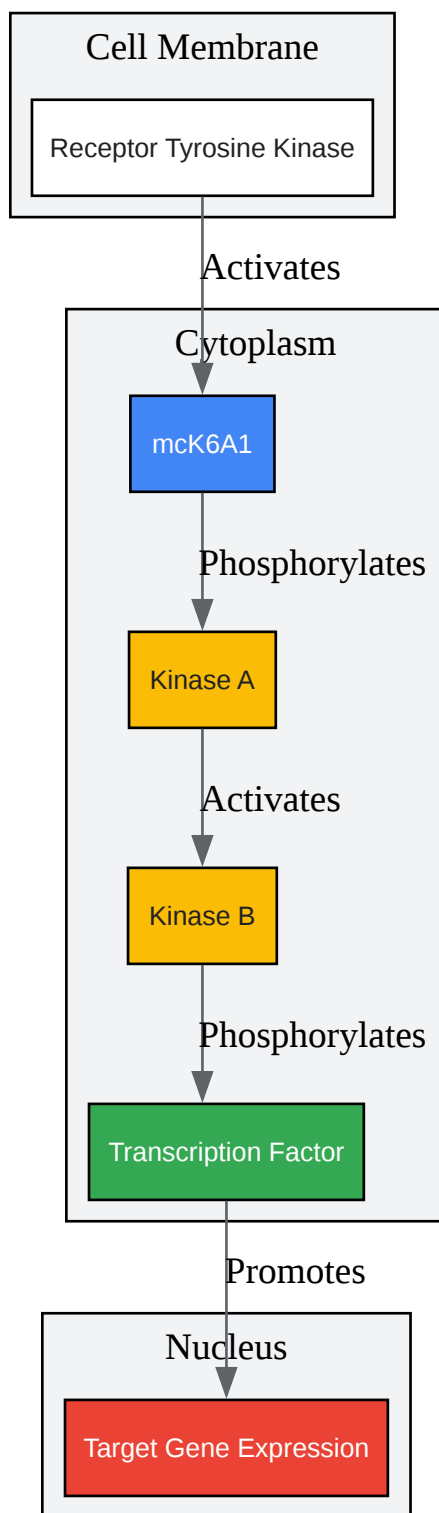 Cell Membrane
Receptor Tyrosine Kinase
Activates
Cytoplasm
mcK6A1
Phosphorylates
Kinase A
Activates
Kinase B
Phosphorylates
Transcription Factor
Promotes
Nucleus
Target Gene Expression